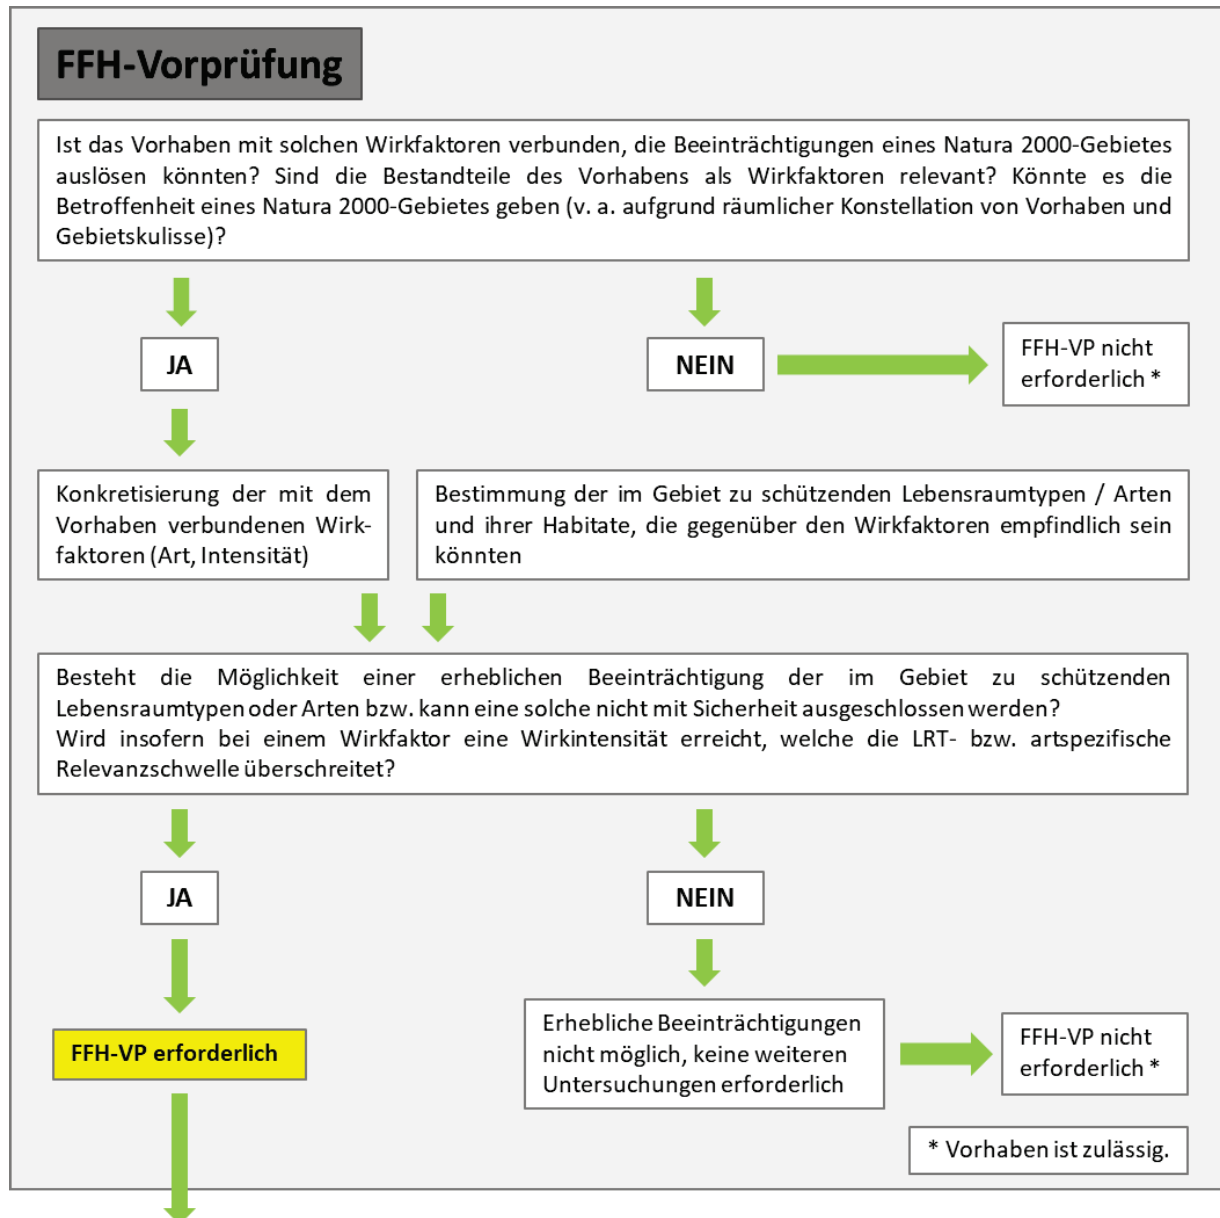 FFH-Vorprüfung
Ist das Vorhaben mit solchen Wirkfaktoren verbunden, die Beeinträchtigungen eines Natura 2000-Gebietes
auslösen könnten? Sind die Bestandteile des Vorhabens als Wirkfaktoren relevant? Könnte es die
Betroffenheit eines Natura 2000-Gebietes geben (v. a. aufgrund räumlicher Konstellation von Vorhaben und
Gebietskulisse)?
JA
NEIN
FFH-VP nicht
erforderlich *
Konkretisierung der mit dem
Vorhaben verbundenen Wirk-
faktoren (Art, Intensität)
Bestimmung der im Gebiet zu schützenden Lebensraumtypen / Arten
und ihrer Habitate, die gegenüber den Wirkfaktoren empfindlich sein
könnten
Besteht die Möglichkeit einer erheblichen Beeinträchtigung der im Gebiet zu schützenden
Lebensraumtypen oder Arten bzw. kann eine solche nicht mit Sicherheit ausgeschlossen werden?
Wird insofern bei einem Wirkfaktor eine Wirkintensität erreicht, welche die LRT- bzw. artspezifische
Relevanzschwelle überschreitet?
JA
NEIN
FFH-VP erforderlich
Erhebliche Beeinträchtigungen
nicht möglich, keine weiteren
Untersuchungen erforderlich
FFH-VP nicht
erforderlich *
* Vorhaben ist zulässig.